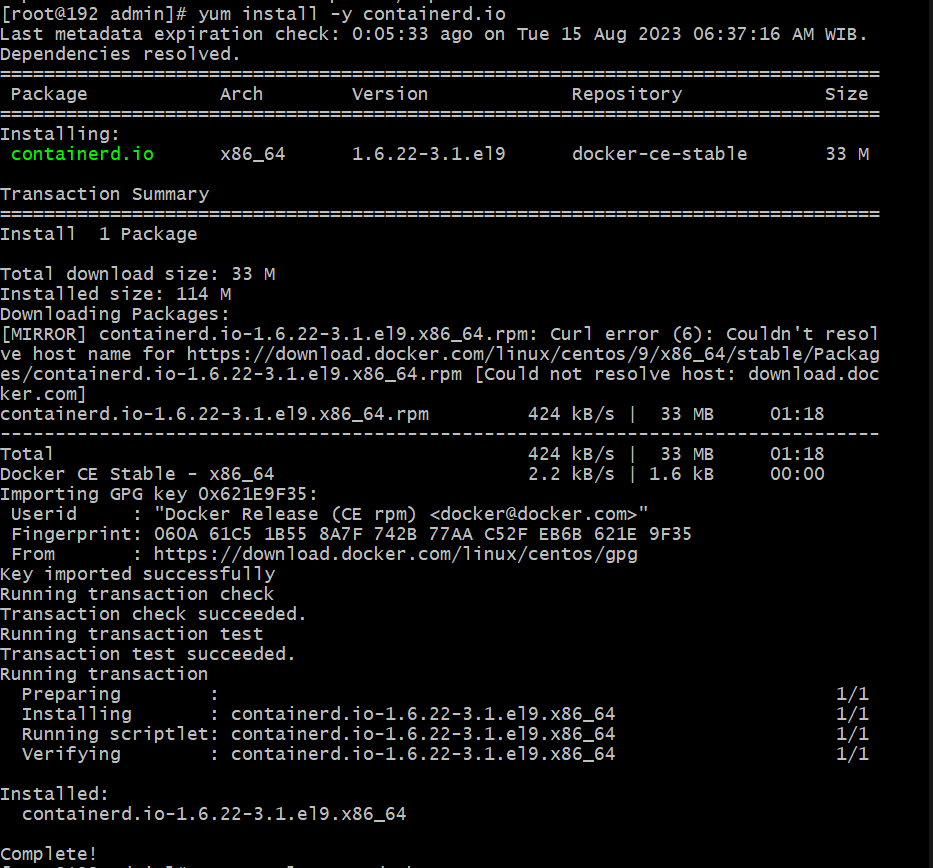 [root@192 admin]# yum install -y containerd.io
Last metadata expiration check: 0:05:33 ago on Tue 15 Aug 2023 06:37:16 AM WIB.
Dependencies resolved.
================================================================================
 Package            Arch        Version             Repository             Size
================================================================================
Installing:
 containerd.io      x86_64      1.6.22-3.1.el9      docker-ce-stable       33 M
Transaction Summary
================================================================================
Install  1 Package
Total download size: 33 M
Installed size: 114 M
Downloading Packages:
[MIRROR] containerd.io-1.6.22-3.1.el9.x86_64.rpm: Curl error (6): Couldn't resol
ve host name for https://download.docker.com/linux/centos/9/x86_64/stable/Packag
es/containerd.io-1.6.22-3.1.el9.x86_64.rpm [Could not resolve host: download.doc
ker.com]
containerd.io-1.6.22-3.1.el9.x86_64.rpm         424 kB/s |  33 MB     01:18
--------------------------------------------------------------------------------
Total                                           424 kB/s |  33 MB     01:18
Docker CE Stable - x86_64                       2.2 kB/s | 1.6 kB     00:00
Importing GPG key 0x621E9F35:
 Userid     : "Docker Release (CE rpm) <docker@docker.com>"
 Fingerprint: 060A 61C5 1B55 8A7F 742B 77AA C52F EB6B 621E 9F35
 From       : https://download.docker.com/linux/centos/gpg
Key imported successfully
Running transaction check
Transaction check succeeded.
Running transaction test
Transaction test succeeded.
Running transaction
  Preparing        :                                                        1/1
  Installing       : containerd.io-1.6.22-3.1.el9.x86_64                    1/1
  Running scriptlet: containerd.io-1.6.22-3.1.el9.x86_64                    1/1
  Verifying        : containerd.io-1.6.22-3.1.el9.x86_64                    1/1
Installed:
  containerd.io-1.6.22-3.1.el9.x86_64
Complete!